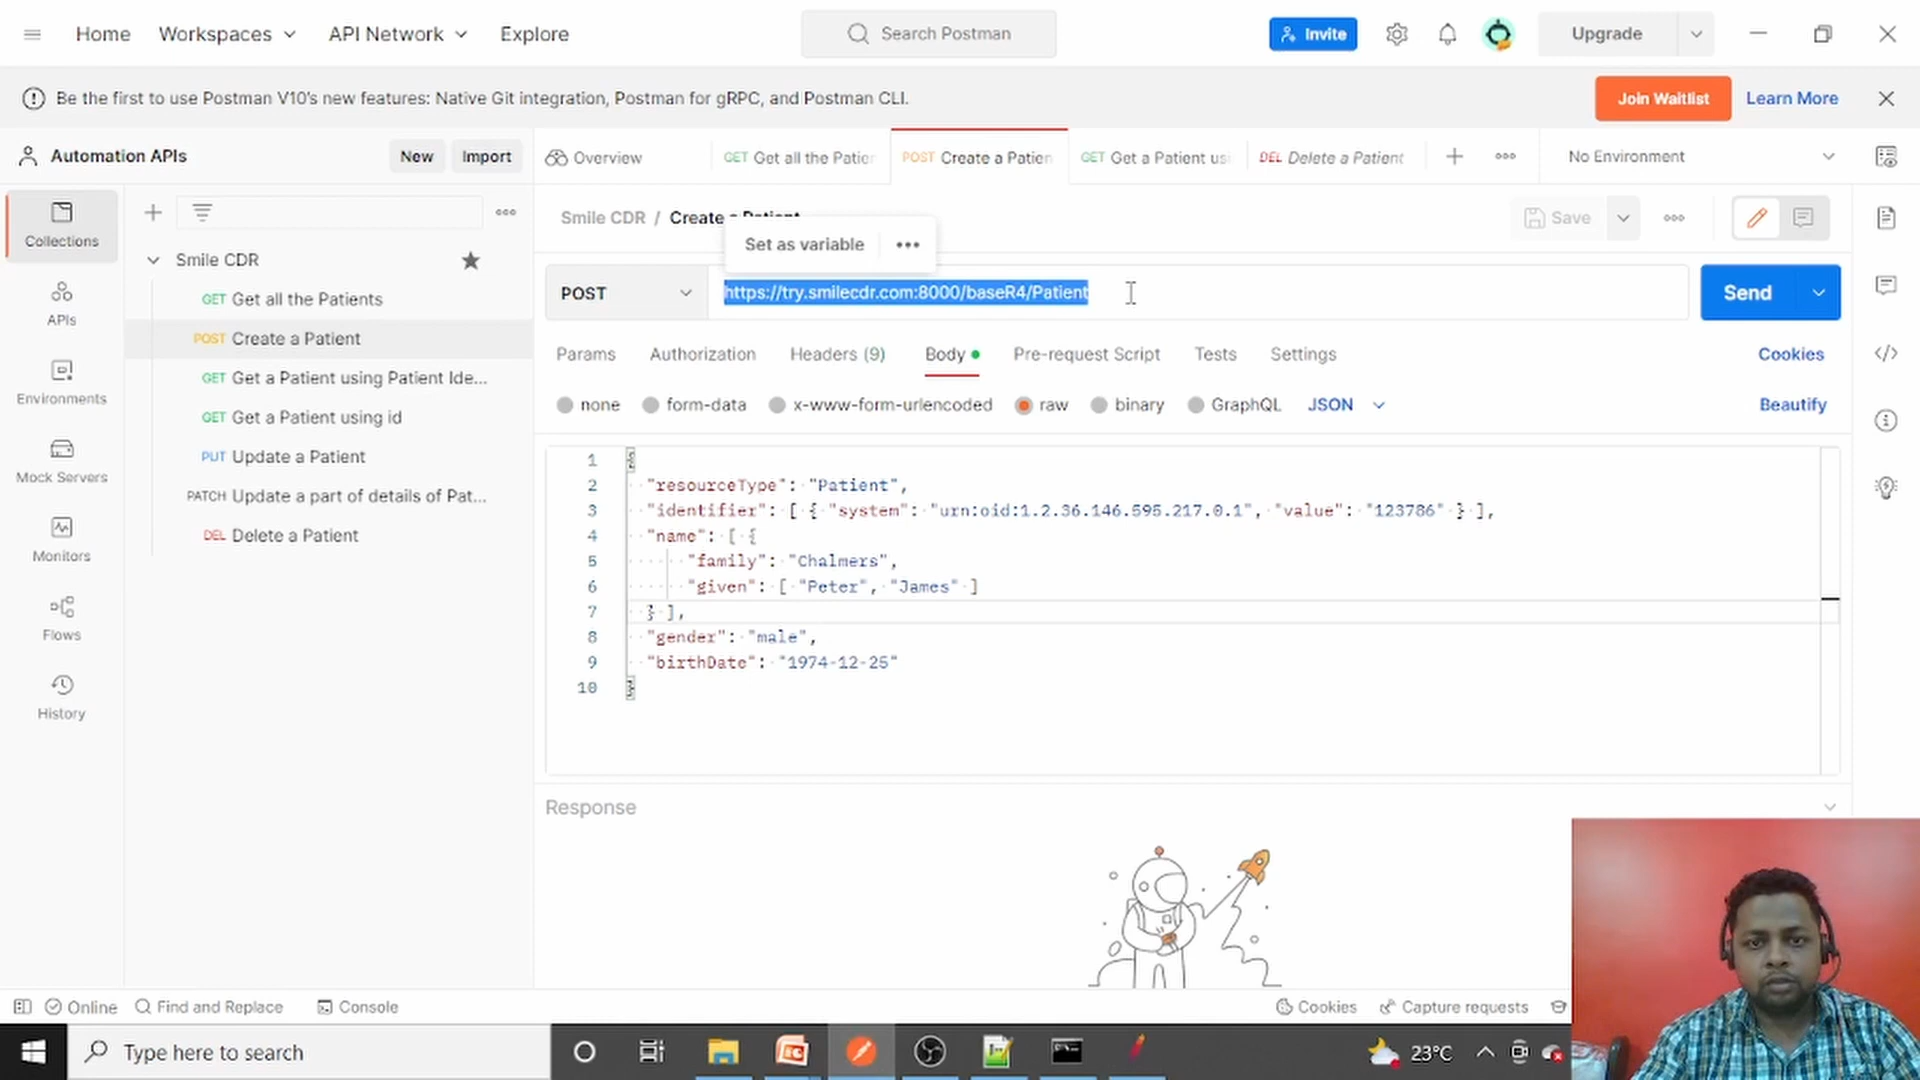 Home Workspaces API Network Explore Search Postman Invite Upgrade
Be the first to use Postman V10's new features: Native Git integration, Postman for gRPC, and Postman CLI. Join Waitlist Learn More
Automation APIs New Import Overview GET Get all the Patien POST Create a Patien GET Get a Patient usi DEL Delete a Patient No Environment
Smile CDR / Create a Patient Save
Set as variable
POST https://try.smilecdr.com:8000/baseR4/Patient Send
Params Authorization Headers (9) Body Pre-request Script Tests Settings Cookies
none form-data x-www-form-urlencoded raw binary GraphQL JSON Beautify
Collections
APIs
Environments
Mock Servers
Monitors
Flows
History
Smile CDR
GET Get all the Patients
POST Create a Patient
GET Get a Patient using Patient Ide...
GET Get a Patient using id
PUT Update a Patient
PATCH Update a part of details of Pat...
DEL Delete a Patient
1 {
2 "resourceType": "Patient",
3 "identifier": [ { "system": "urn:oid:1.2.36.146.595.217.0.1", "value": "123786" } ],
4 "name": [ {
5 "family": "Chalmers",
6 "given": [ "Peter", "James" ]
7 } ],
8 "gender": "male",
9 "birthDate": "1974-12-25"
10 }
Response
Online Find and Replace Console Cookies Capture requests
Type here to search 23°C